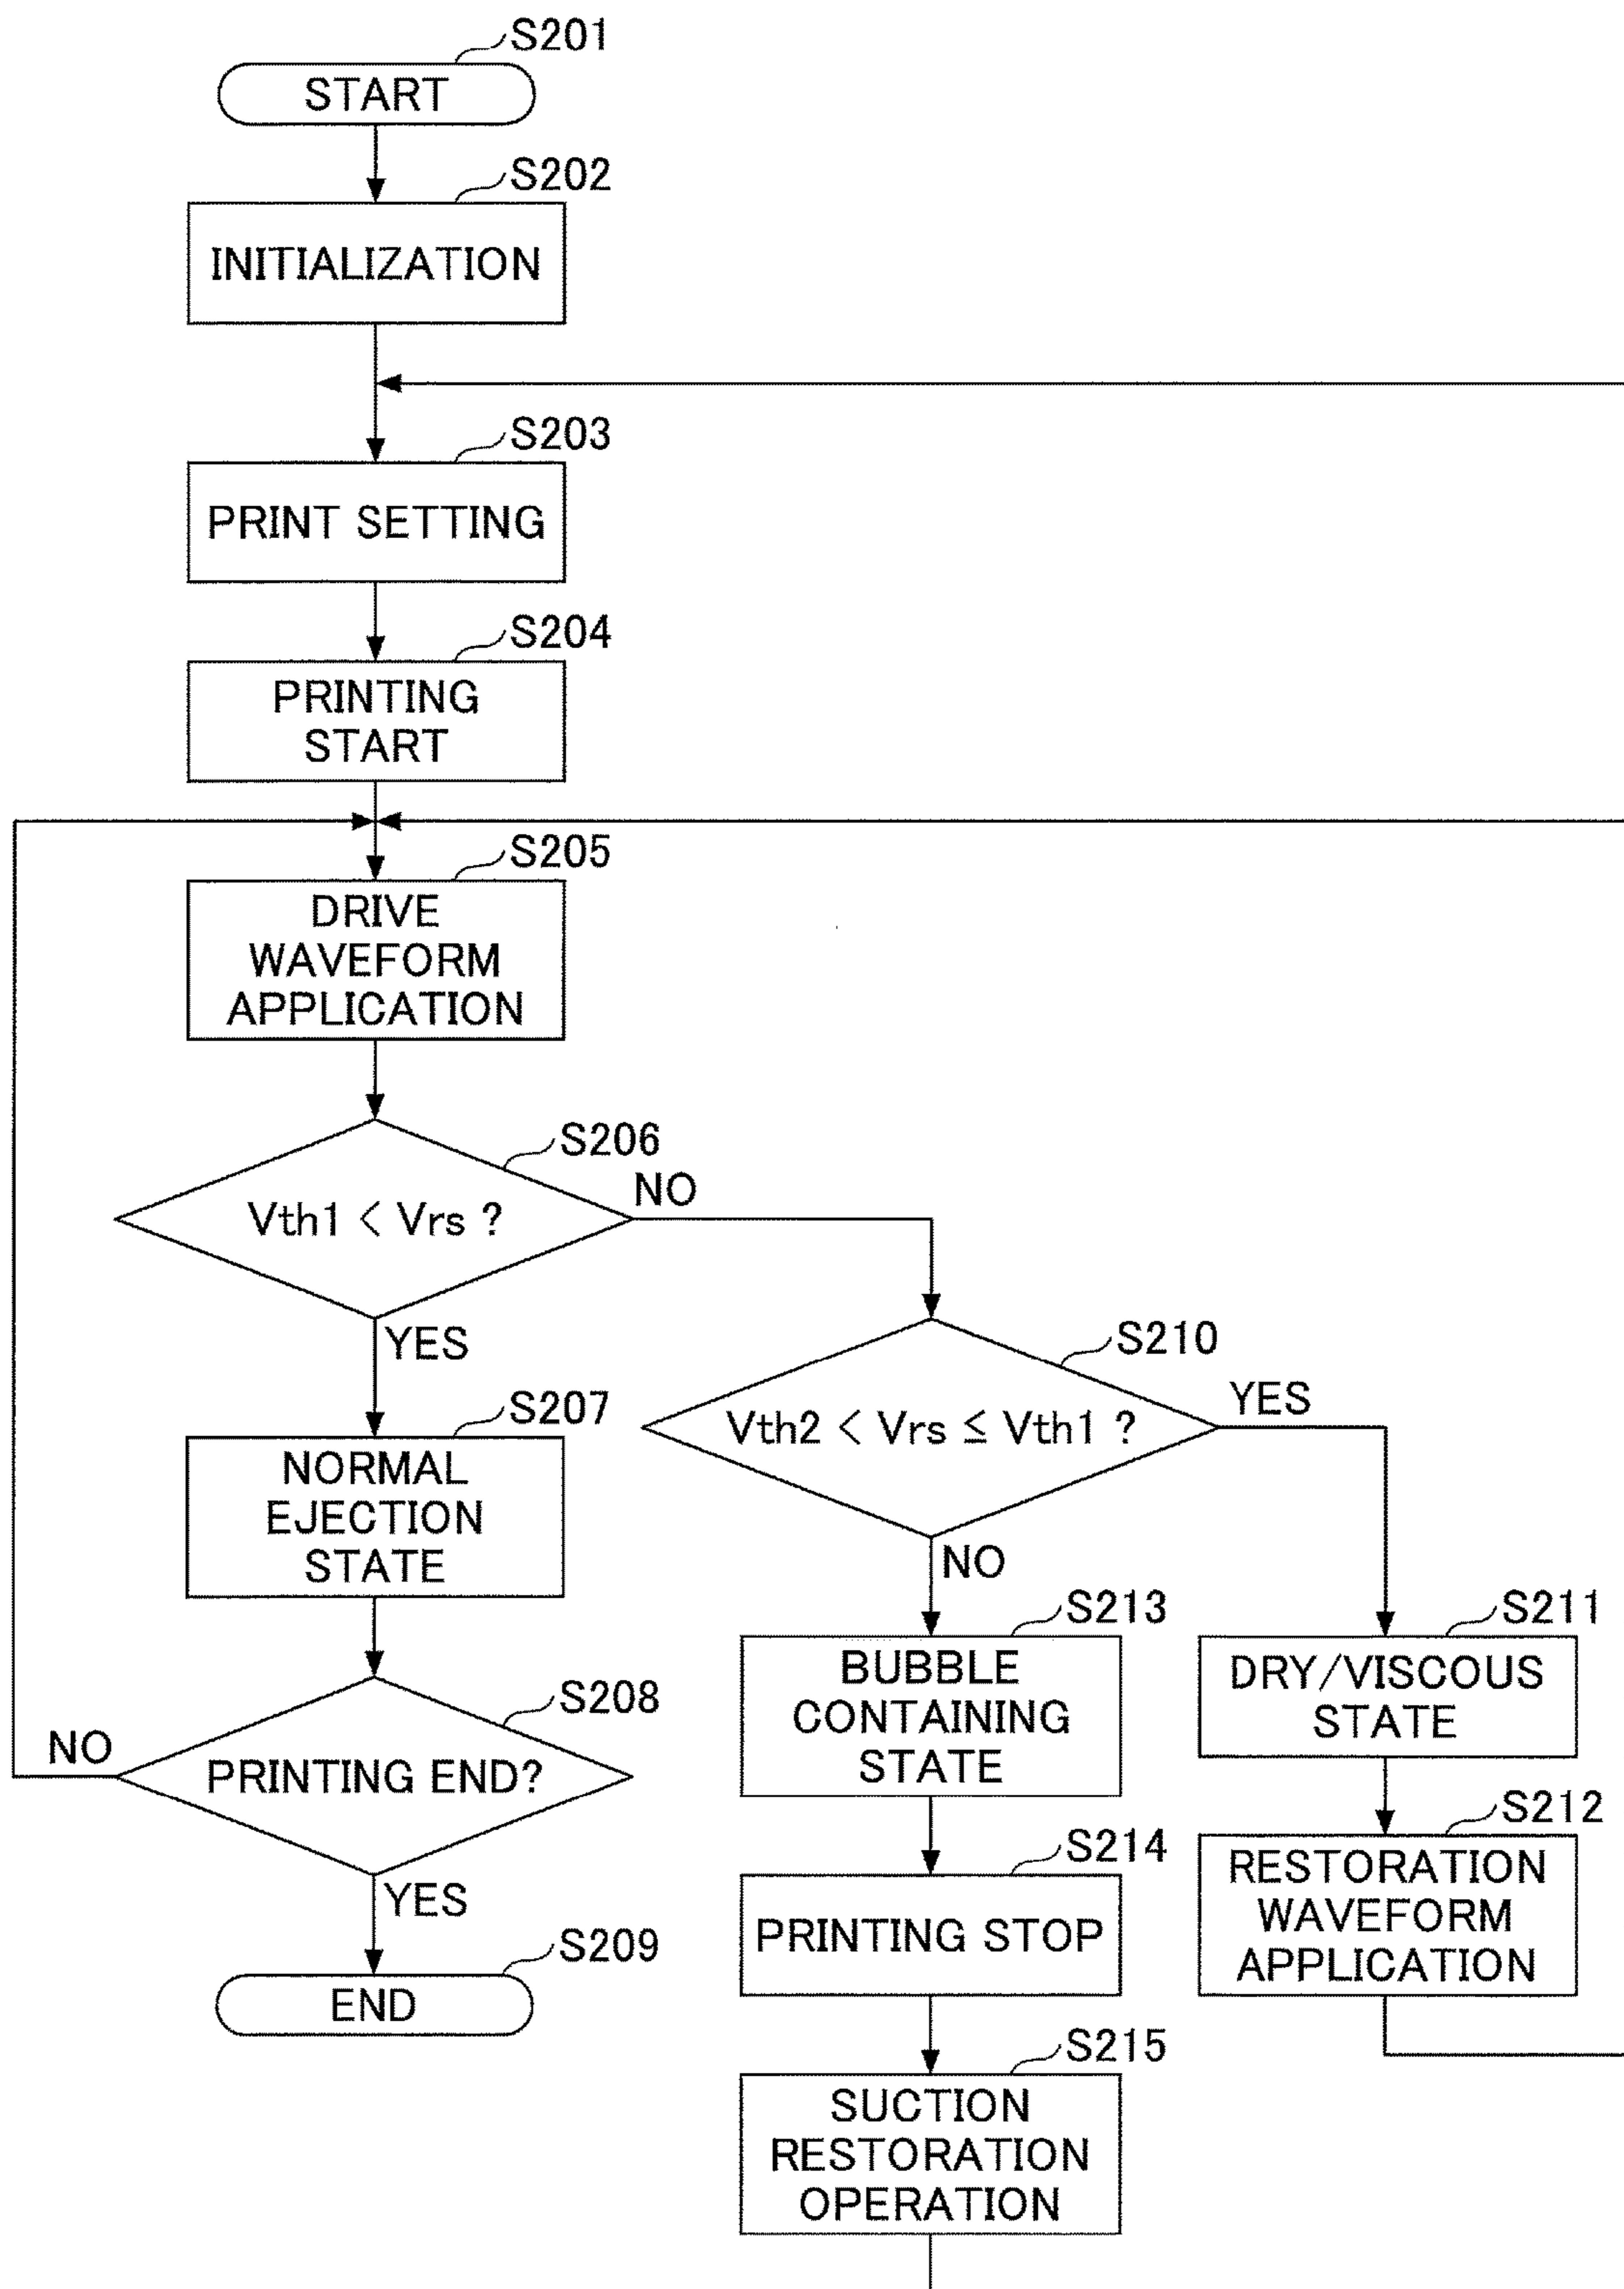 S201
START
S202
INITIALIZATION
S203
PRINT SETTING
S204
PRINTING
START
S205
DRIVE
WAVEFORM
APPLICATION
S206
Vth1 < Vrs ?
NO
YES
S207
NORMAL
EJECTION
STATE
S208
PRINTING END?
NO
YES
S209
END
S210
Vth2 < Vrs ≤ Vth1 ?
YES
NO
S211
DRY/VISCOUS
STATE
S212
RESTORATION
WAVEFORM
APPLICATION
S213
BUBBLE
CONTAINING
STATE
S214
PRINTING STOP
S215
SUCTION
RESTORATION
OPERATION